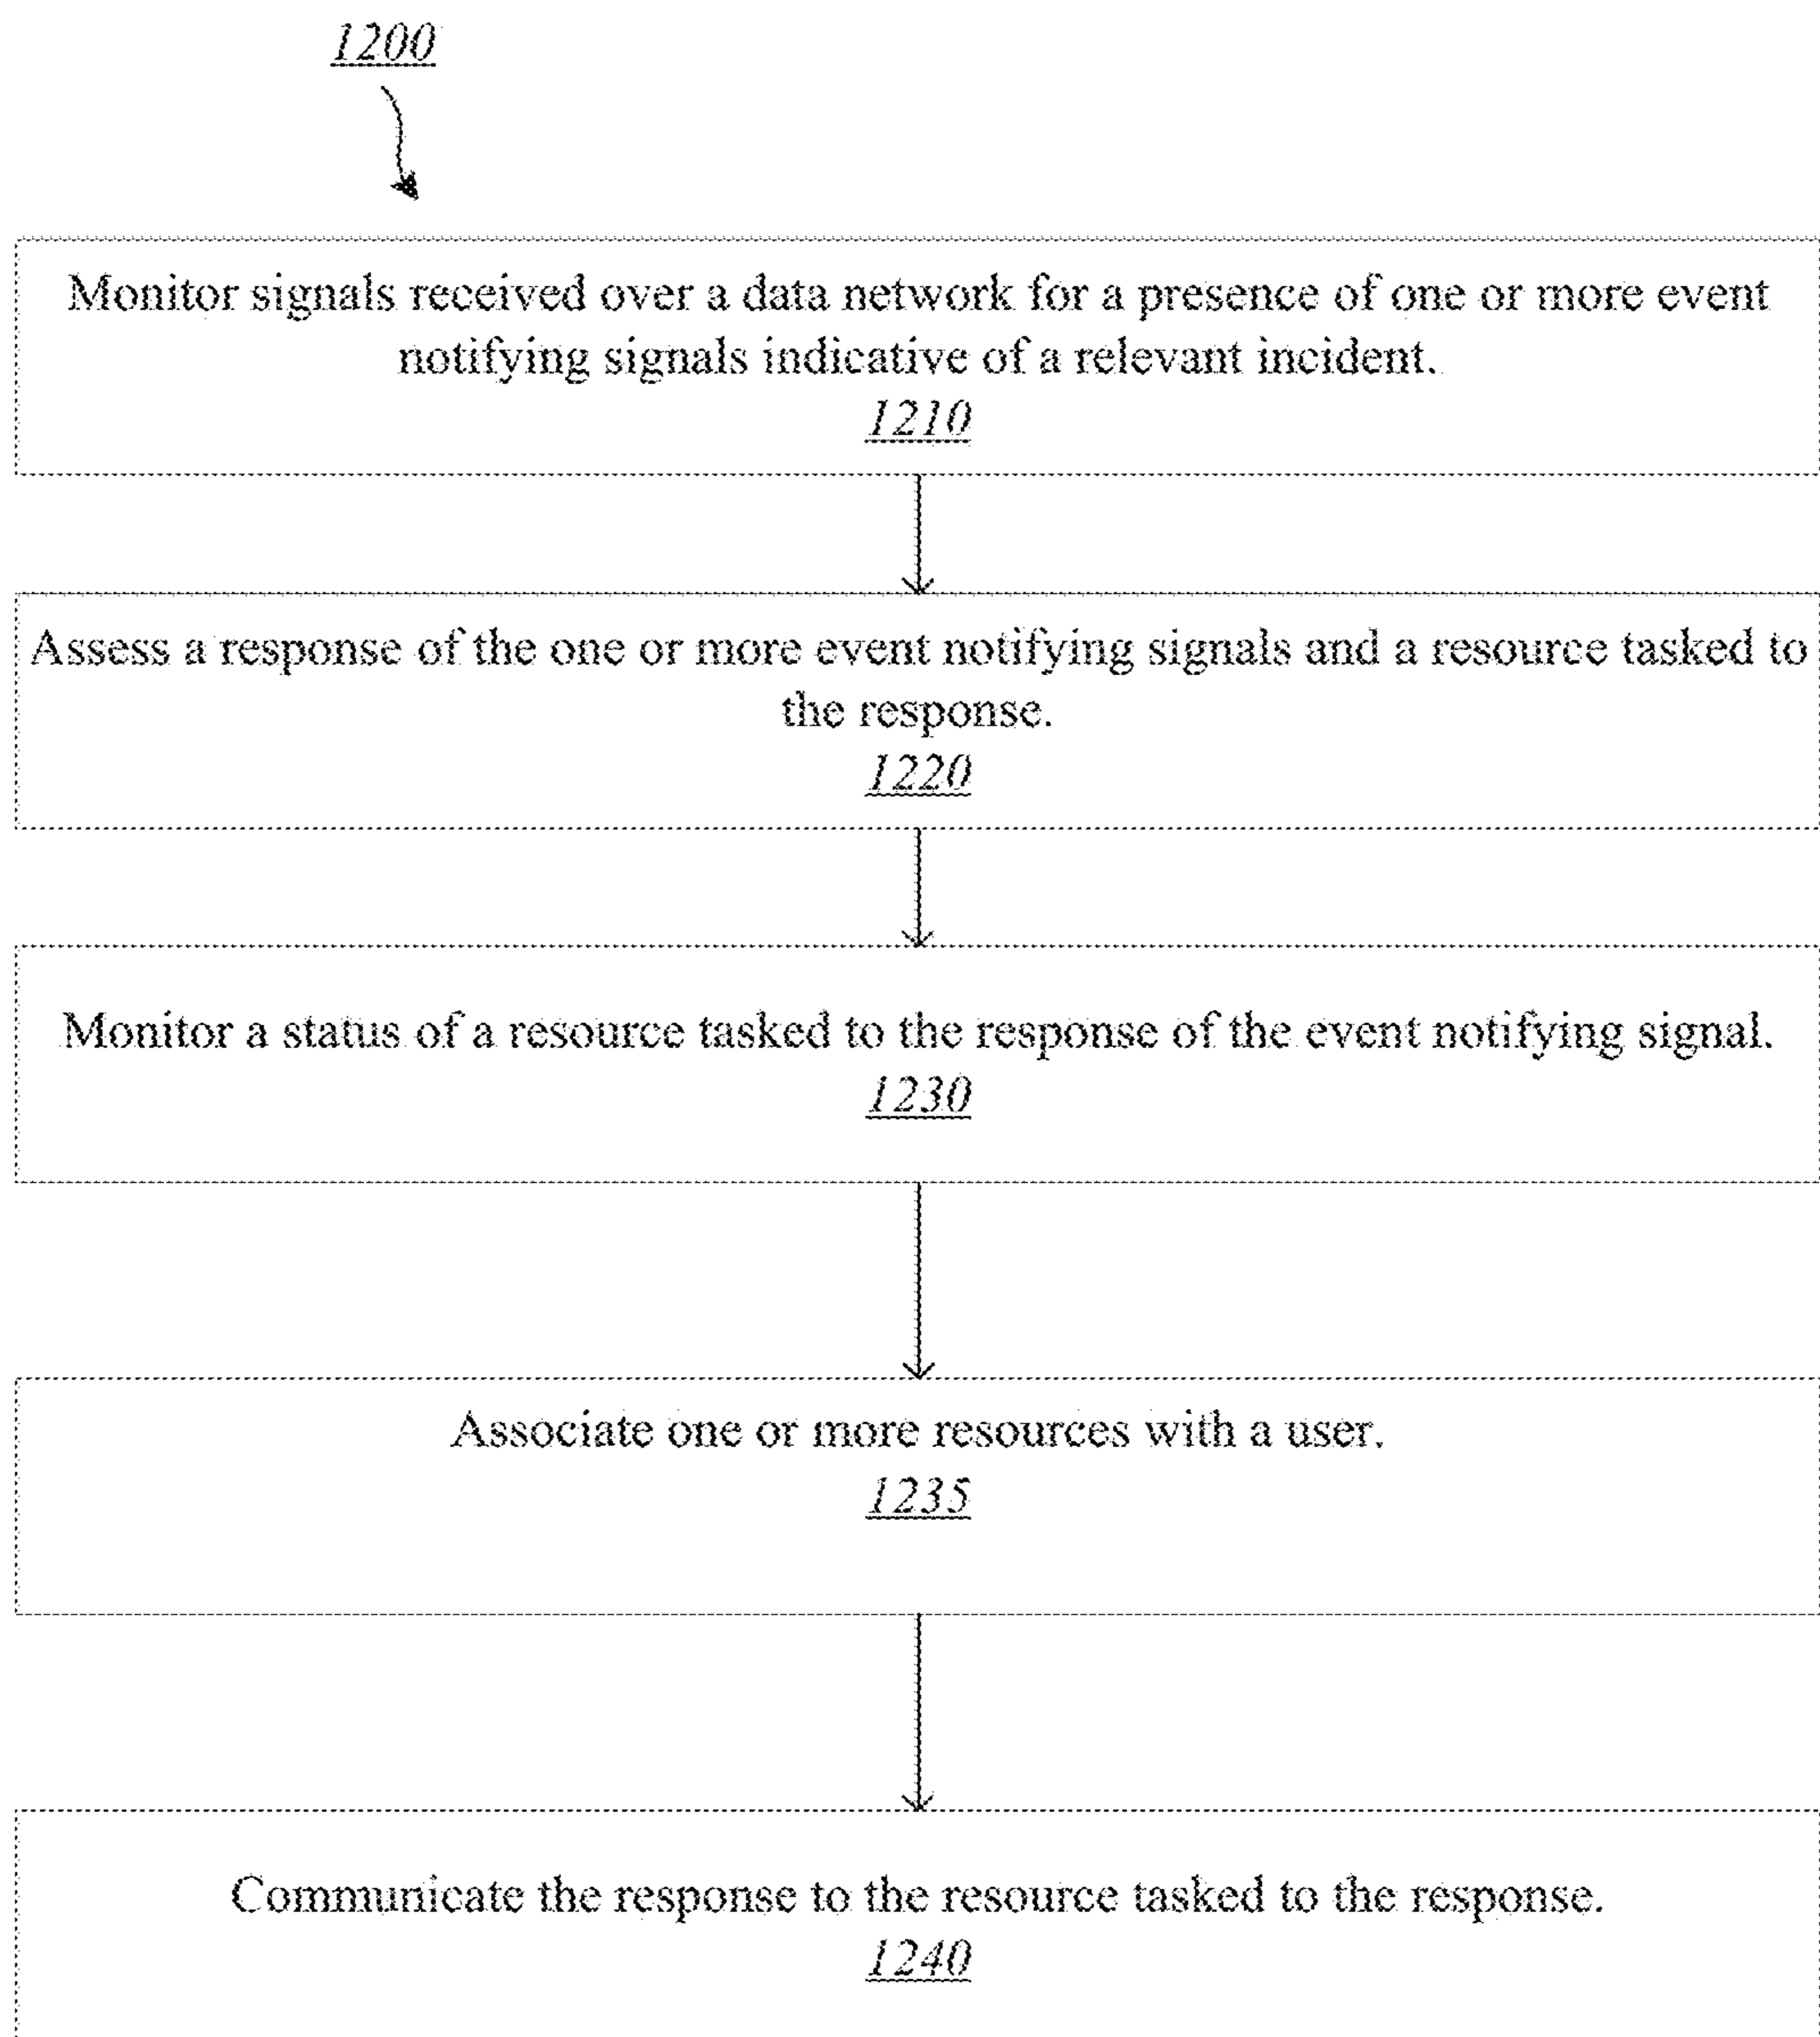 1200
Monitor signals received over a data network for a presence of one or more event
notifying signals indicative of a relevant incident.
1210
Assess a response of the one or more event notifying signals and a resource tasked to
the response.
1220
Monitor a status of a resource tasked to the response of the event notifying signal.
1230
Associate one or more resources with a user.
1235
Communicate the response to the resource tasked to the response.
1240